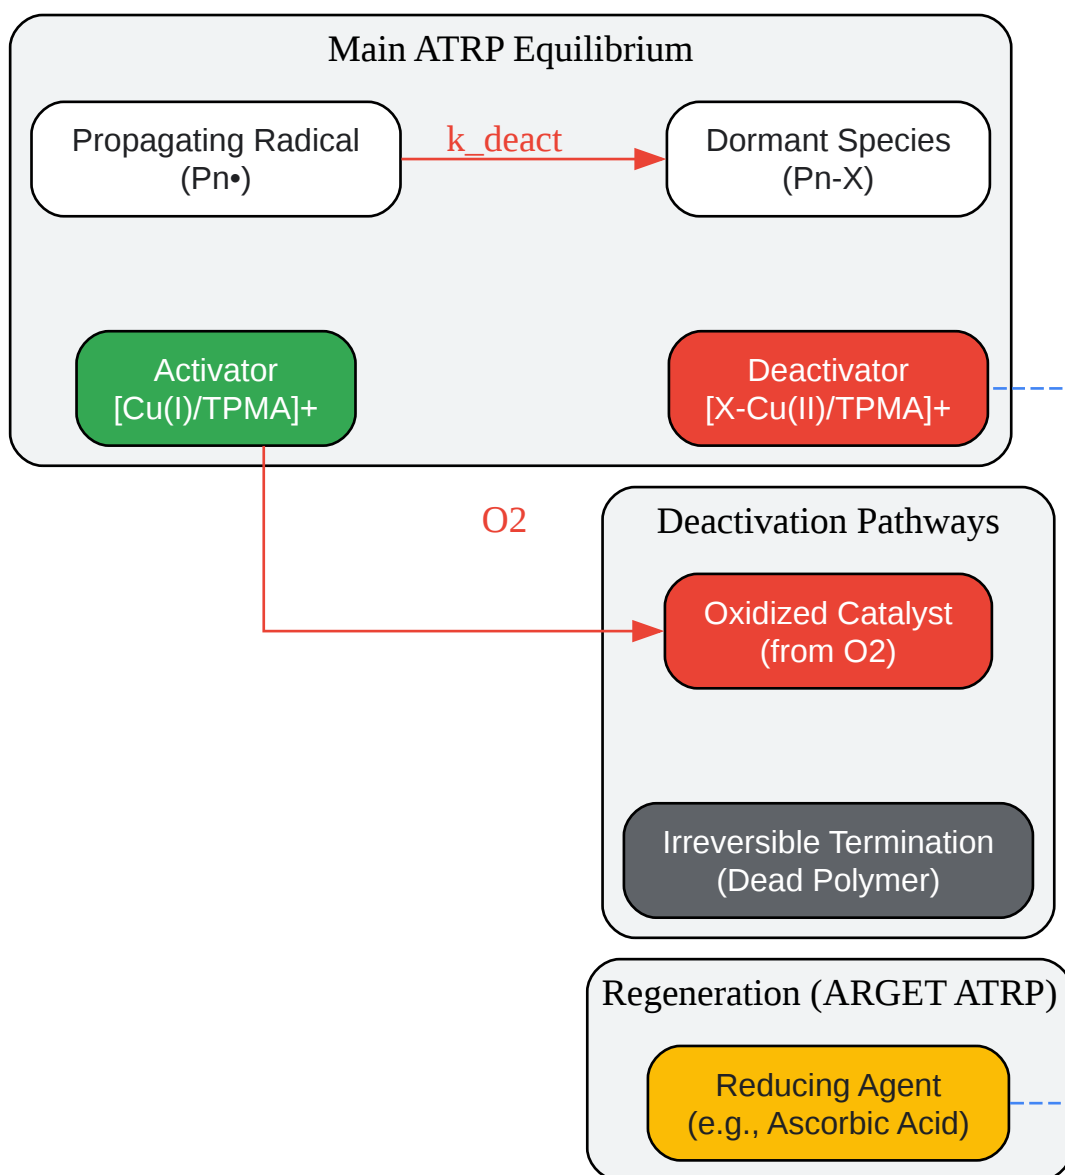 Main ATRP Equilibrium
Propagating Radical
(Pn•)
k_deact
Dormant Species
(Pn-X)
Activator
[Cu(I)/TPMA]+
Deactivator
[X-Cu(II)/TPMA]+
O2
Deactivation Pathways
Oxidized Catalyst
(from O2)
Irreversible Termination
(Dead Polymer)
Regeneration (ARGET ATRP)
Reducing Agent
(e.g., Ascorbic Acid)